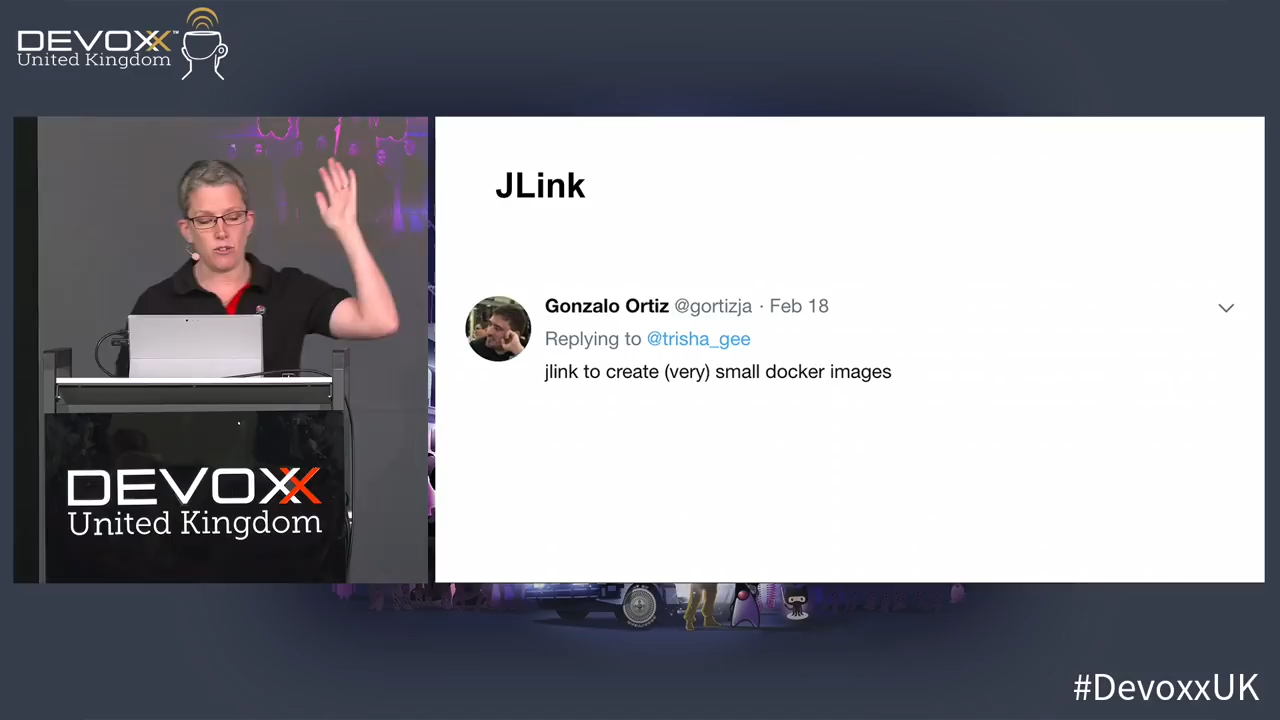 DEVOXX™
United Kingdom
JLink
Gonzalo Ortiz @gortizja · Feb 18
Replying to @trisha_gee
jlink to create (very) small docker images
DEVOXX
United Kingdom
#DevoxxUK